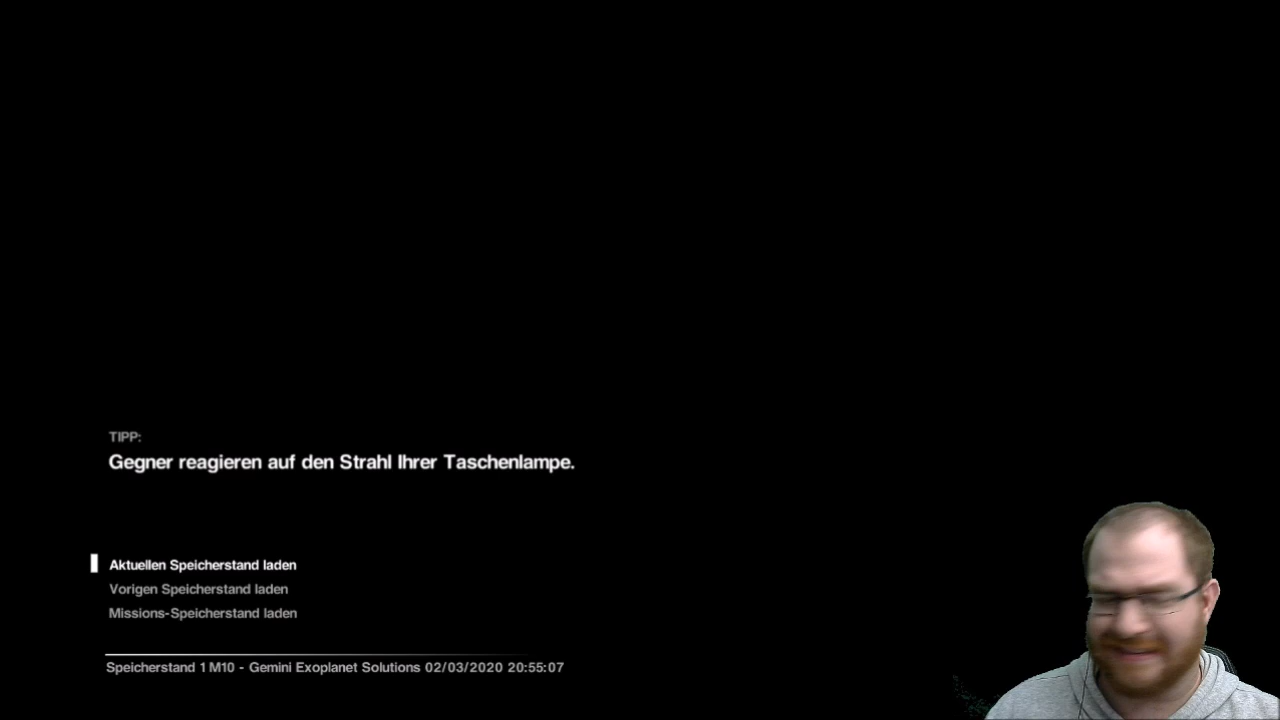 TIPP:
Gegner reagieren auf den Strahl Ihrer Taschenlampe.
Aktuellen Speicherstand laden
Vorigen Speicherstand laden
Missions-Speicherstand laden
Speicherstand 1 M10 - Gemini Exoplanet Solutions 02/03/2020 20:55:07